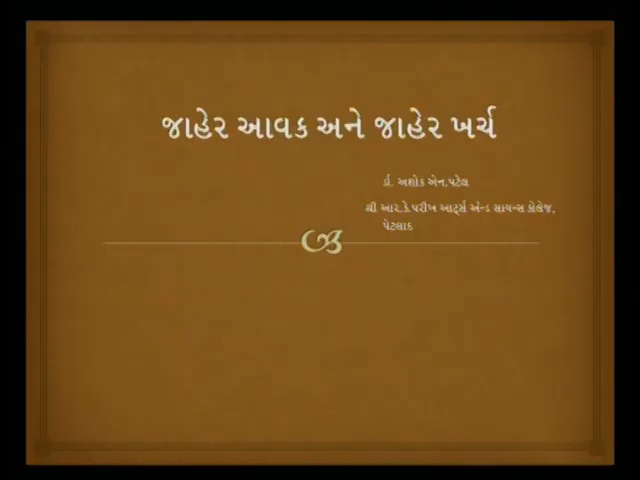 જાહેર આવક અને જાહેર ખર્ચ
ર્ડા. અશોક એન.પટેલ
શ્રી આર.કે.પરીખ આર્ટ્સ એન્ડ સાયન્સ કોલેજ,
પેટલાદ